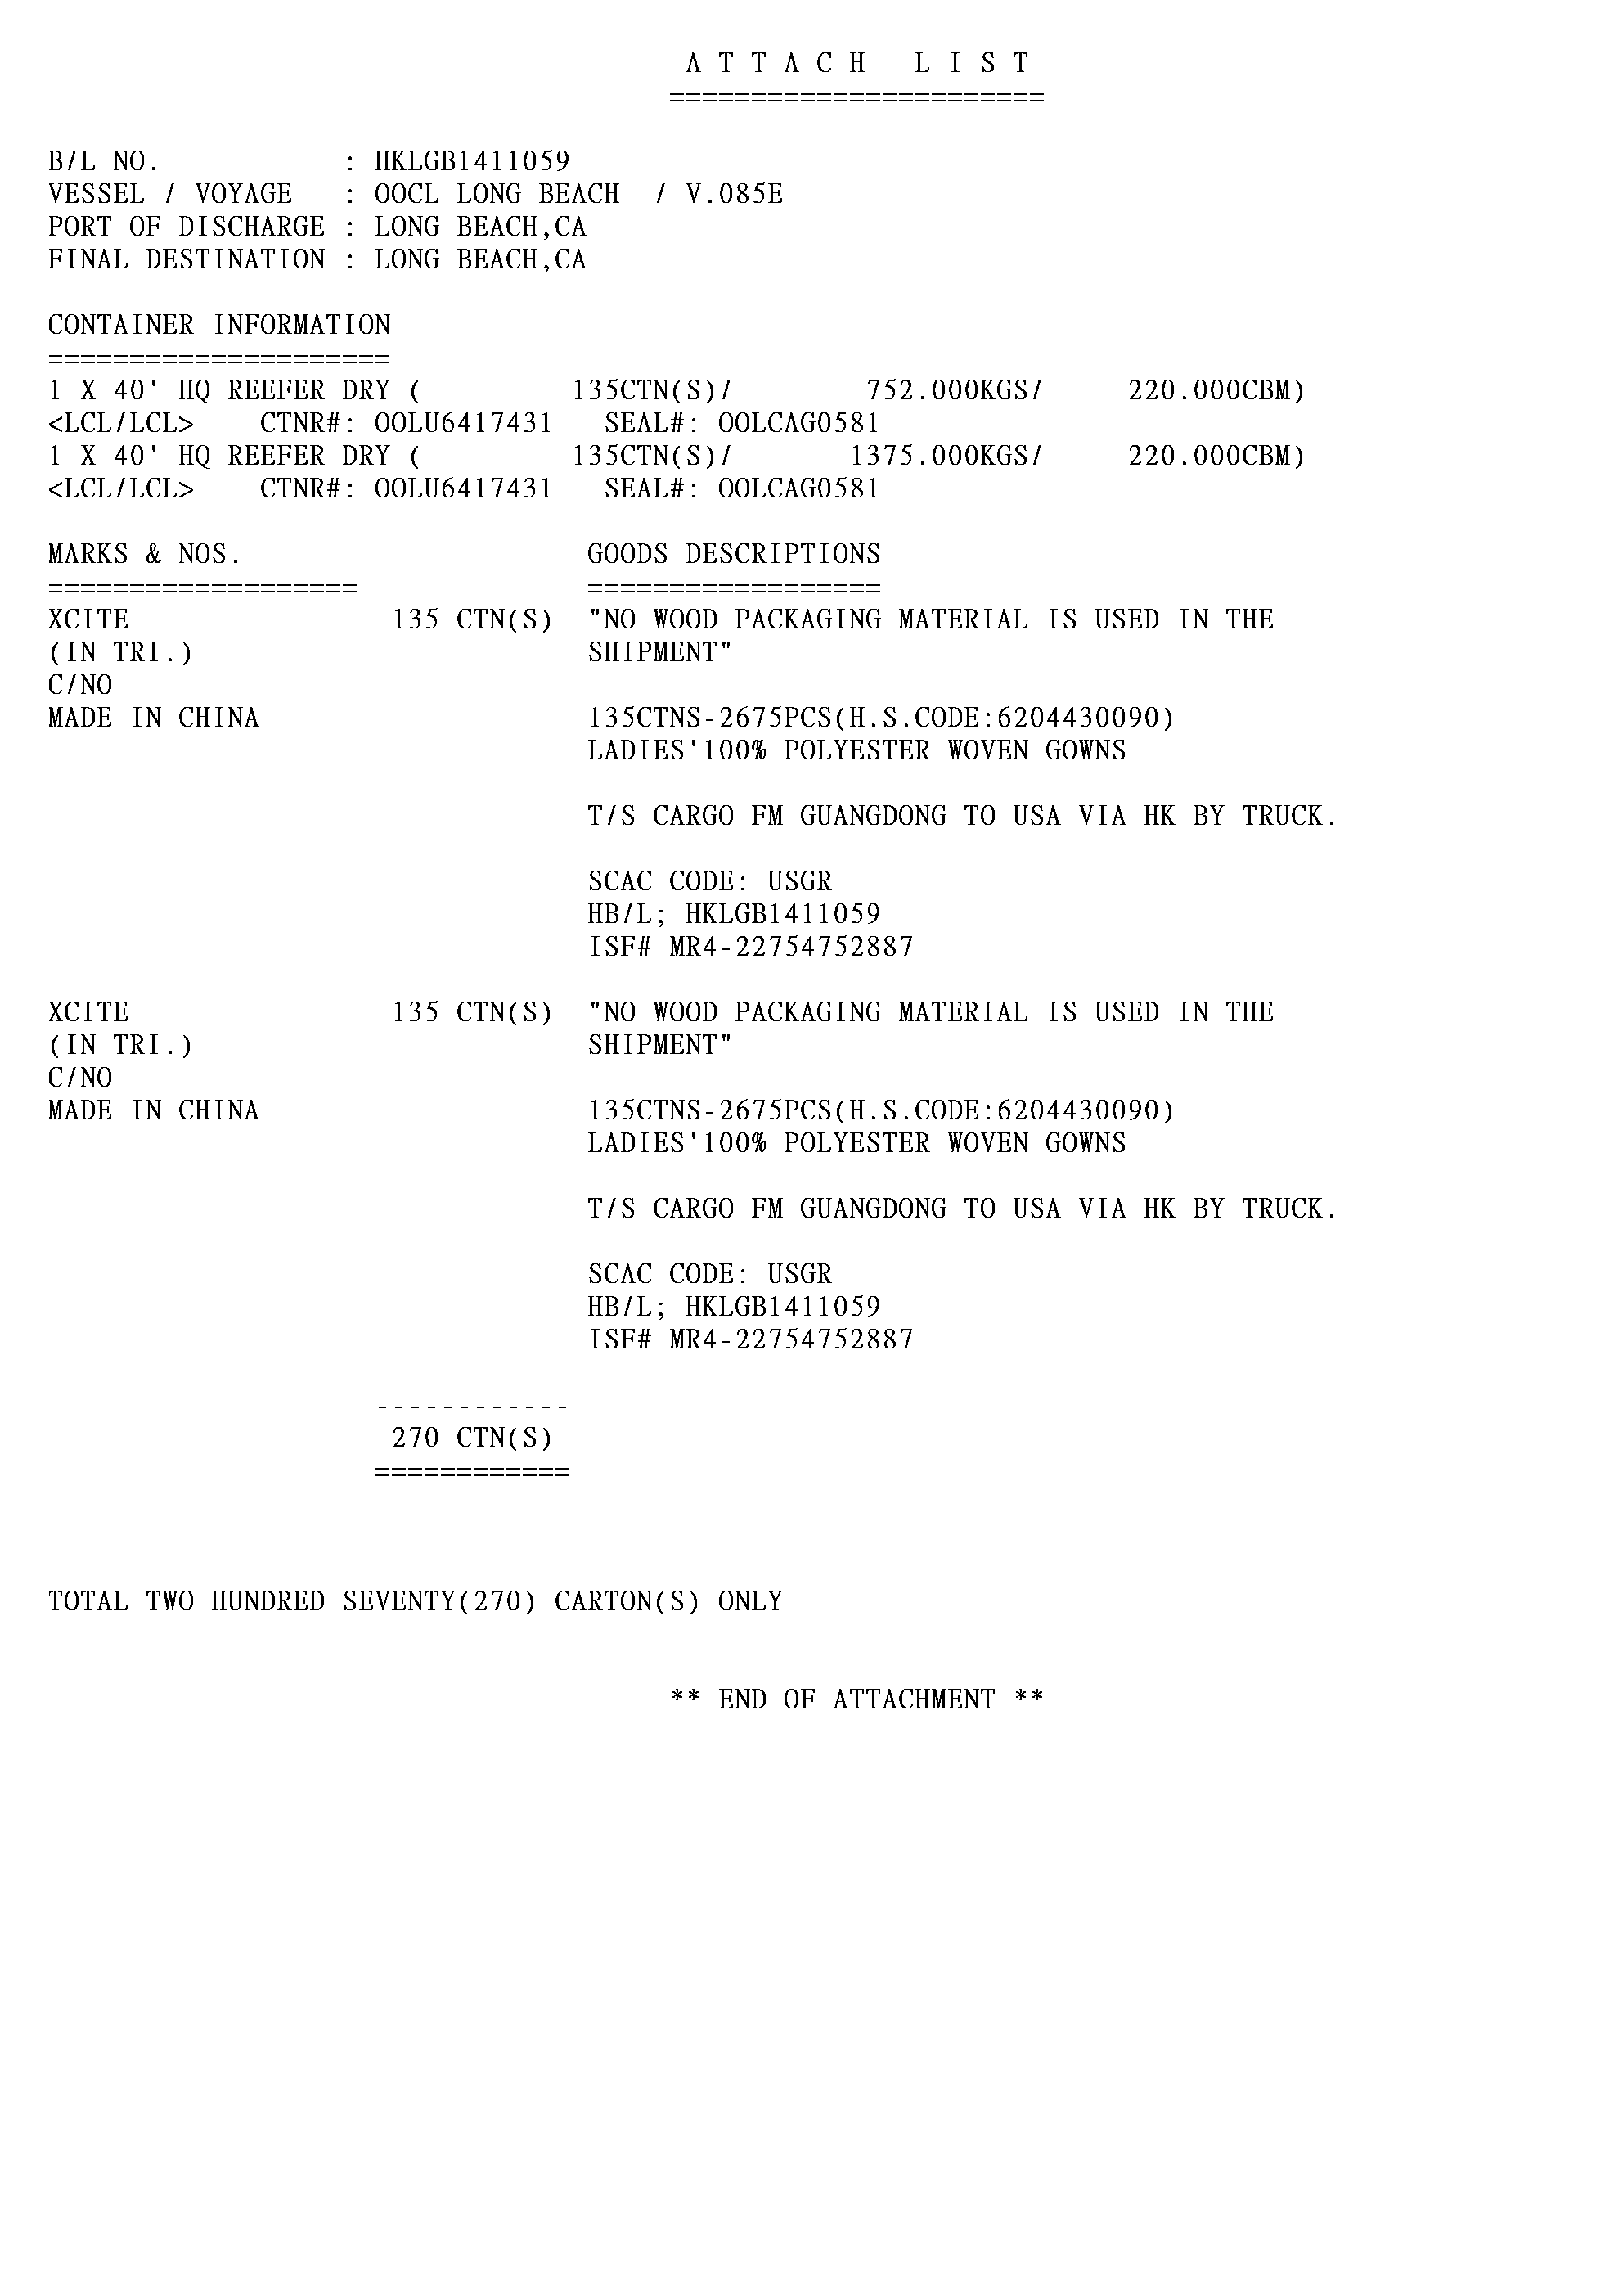 A T T A C H   L I S T
=======================
B/L NO.           : HKLGB1411059
VESSEL / VOYAGE   : OOCL LONG BEACH  / V.085E
PORT OF DISCHARGE : LONG BEACH,CA
FINAL DESTINATION : LONG BEACH,CA
CONTAINER INFORMATION
=====================
1 X 40' HQ REEFER DRY (         135CTN(S)/        752.000KGS/     220.000CBM)
<LCL/LCL>    CTNR#: OOLU6417431   SEAL#: OOLCAG0581
1 X 40' HQ REEFER DRY (         135CTN(S)/       1375.000KGS/     220.000CBM)
<LCL/LCL>    CTNR#: OOLU6417431   SEAL#: OOLCAG0581
MARKS & NOS.                     GOODS DESCRIPTIONS
===================              ==================
XCITE                135 CTN(S)  "NO WOOD PACKAGING MATERIAL IS USED IN THE
(IN TRI.)                        SHIPMENT"
C/NO
MADE IN CHINA                    135CTNS-2675PCS(H.S.CODE:6204430090)
LADIES'100% POLYESTER WOVEN GOWNS
T/S CARGO FM GUANGDONG TO USA VIA HK BY TRUCK.
SCAC CODE: USGR
HB/L; HKLGB1411059
ISF# MR4-22754752887
XCITE                135 CTN(S)  "NO WOOD PACKAGING MATERIAL IS USED IN THE
(IN TRI.)                        SHIPMENT"
C/NO
MADE IN CHINA                    135CTNS-2675PCS(H.S.CODE:6204430090)
LADIES'100% POLYESTER WOVEN GOWNS
T/S CARGO FM GUANGDONG TO USA VIA HK BY TRUCK.
SCAC CODE: USGR
HB/L; HKLGB1411059
ISF# MR4-22754752887
------------
270 CTN(S)
============
TOTAL TWO HUNDRED SEVENTY(270) CARTON(S) ONLY
** END OF ATTACHMENT **